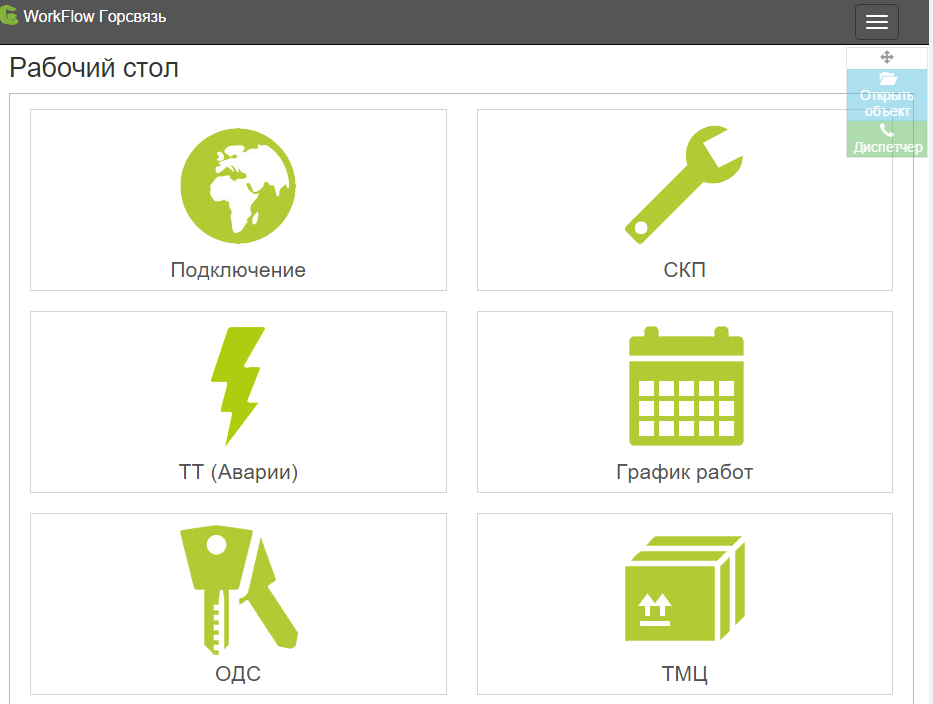 WorkFlow Горсвязь
Рабочий стол
Открыть
объект
Диспетчер
Подключение
СКП
ТТ (Аварии)
График работ
ОДС
ТМЦ